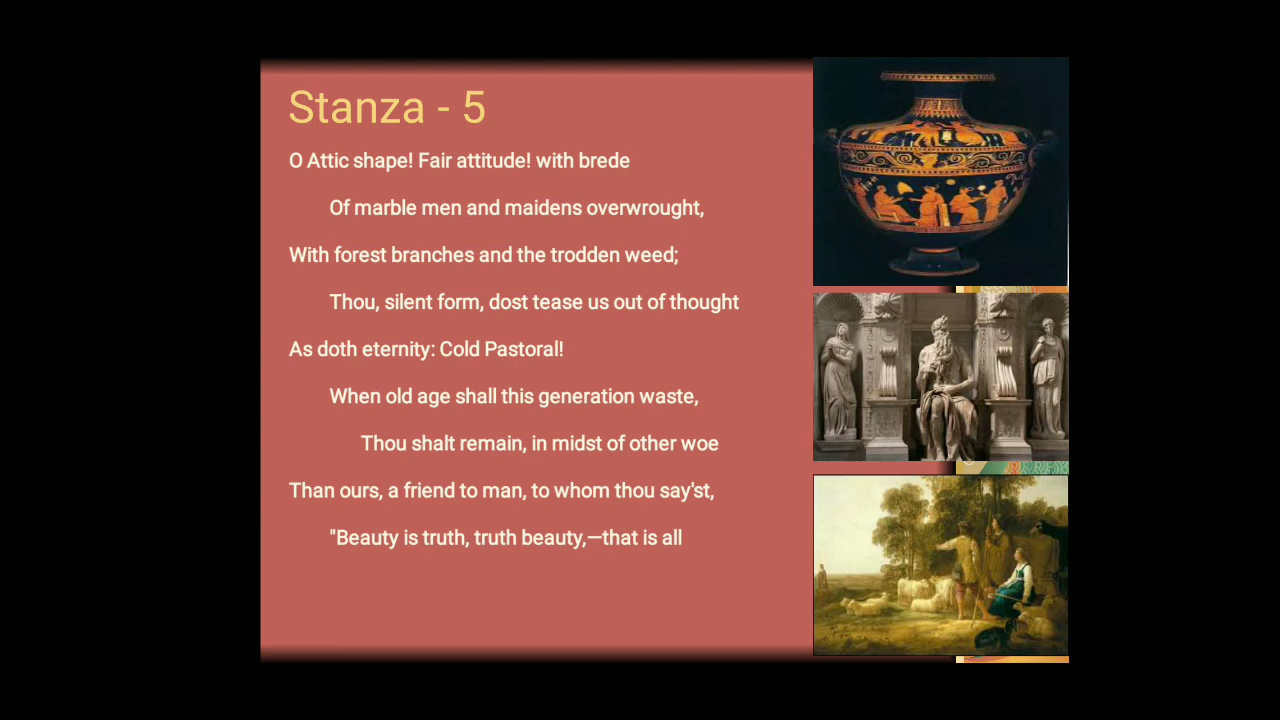 Stanza - 5
O Attic shape! Fair attitude! with brede
Of marble men and maidens overwrought,
With forest branches and the trodden weed;
Thou, silent form, dost tease us out of thought
As doth eternity: Cold Pastoral!
When old age shall this generation waste,
Thou shalt remain, in midst of other woe
Than ours, a friend to man, to whom thou say'st,
"Beauty is truth, truth beauty,—that is all